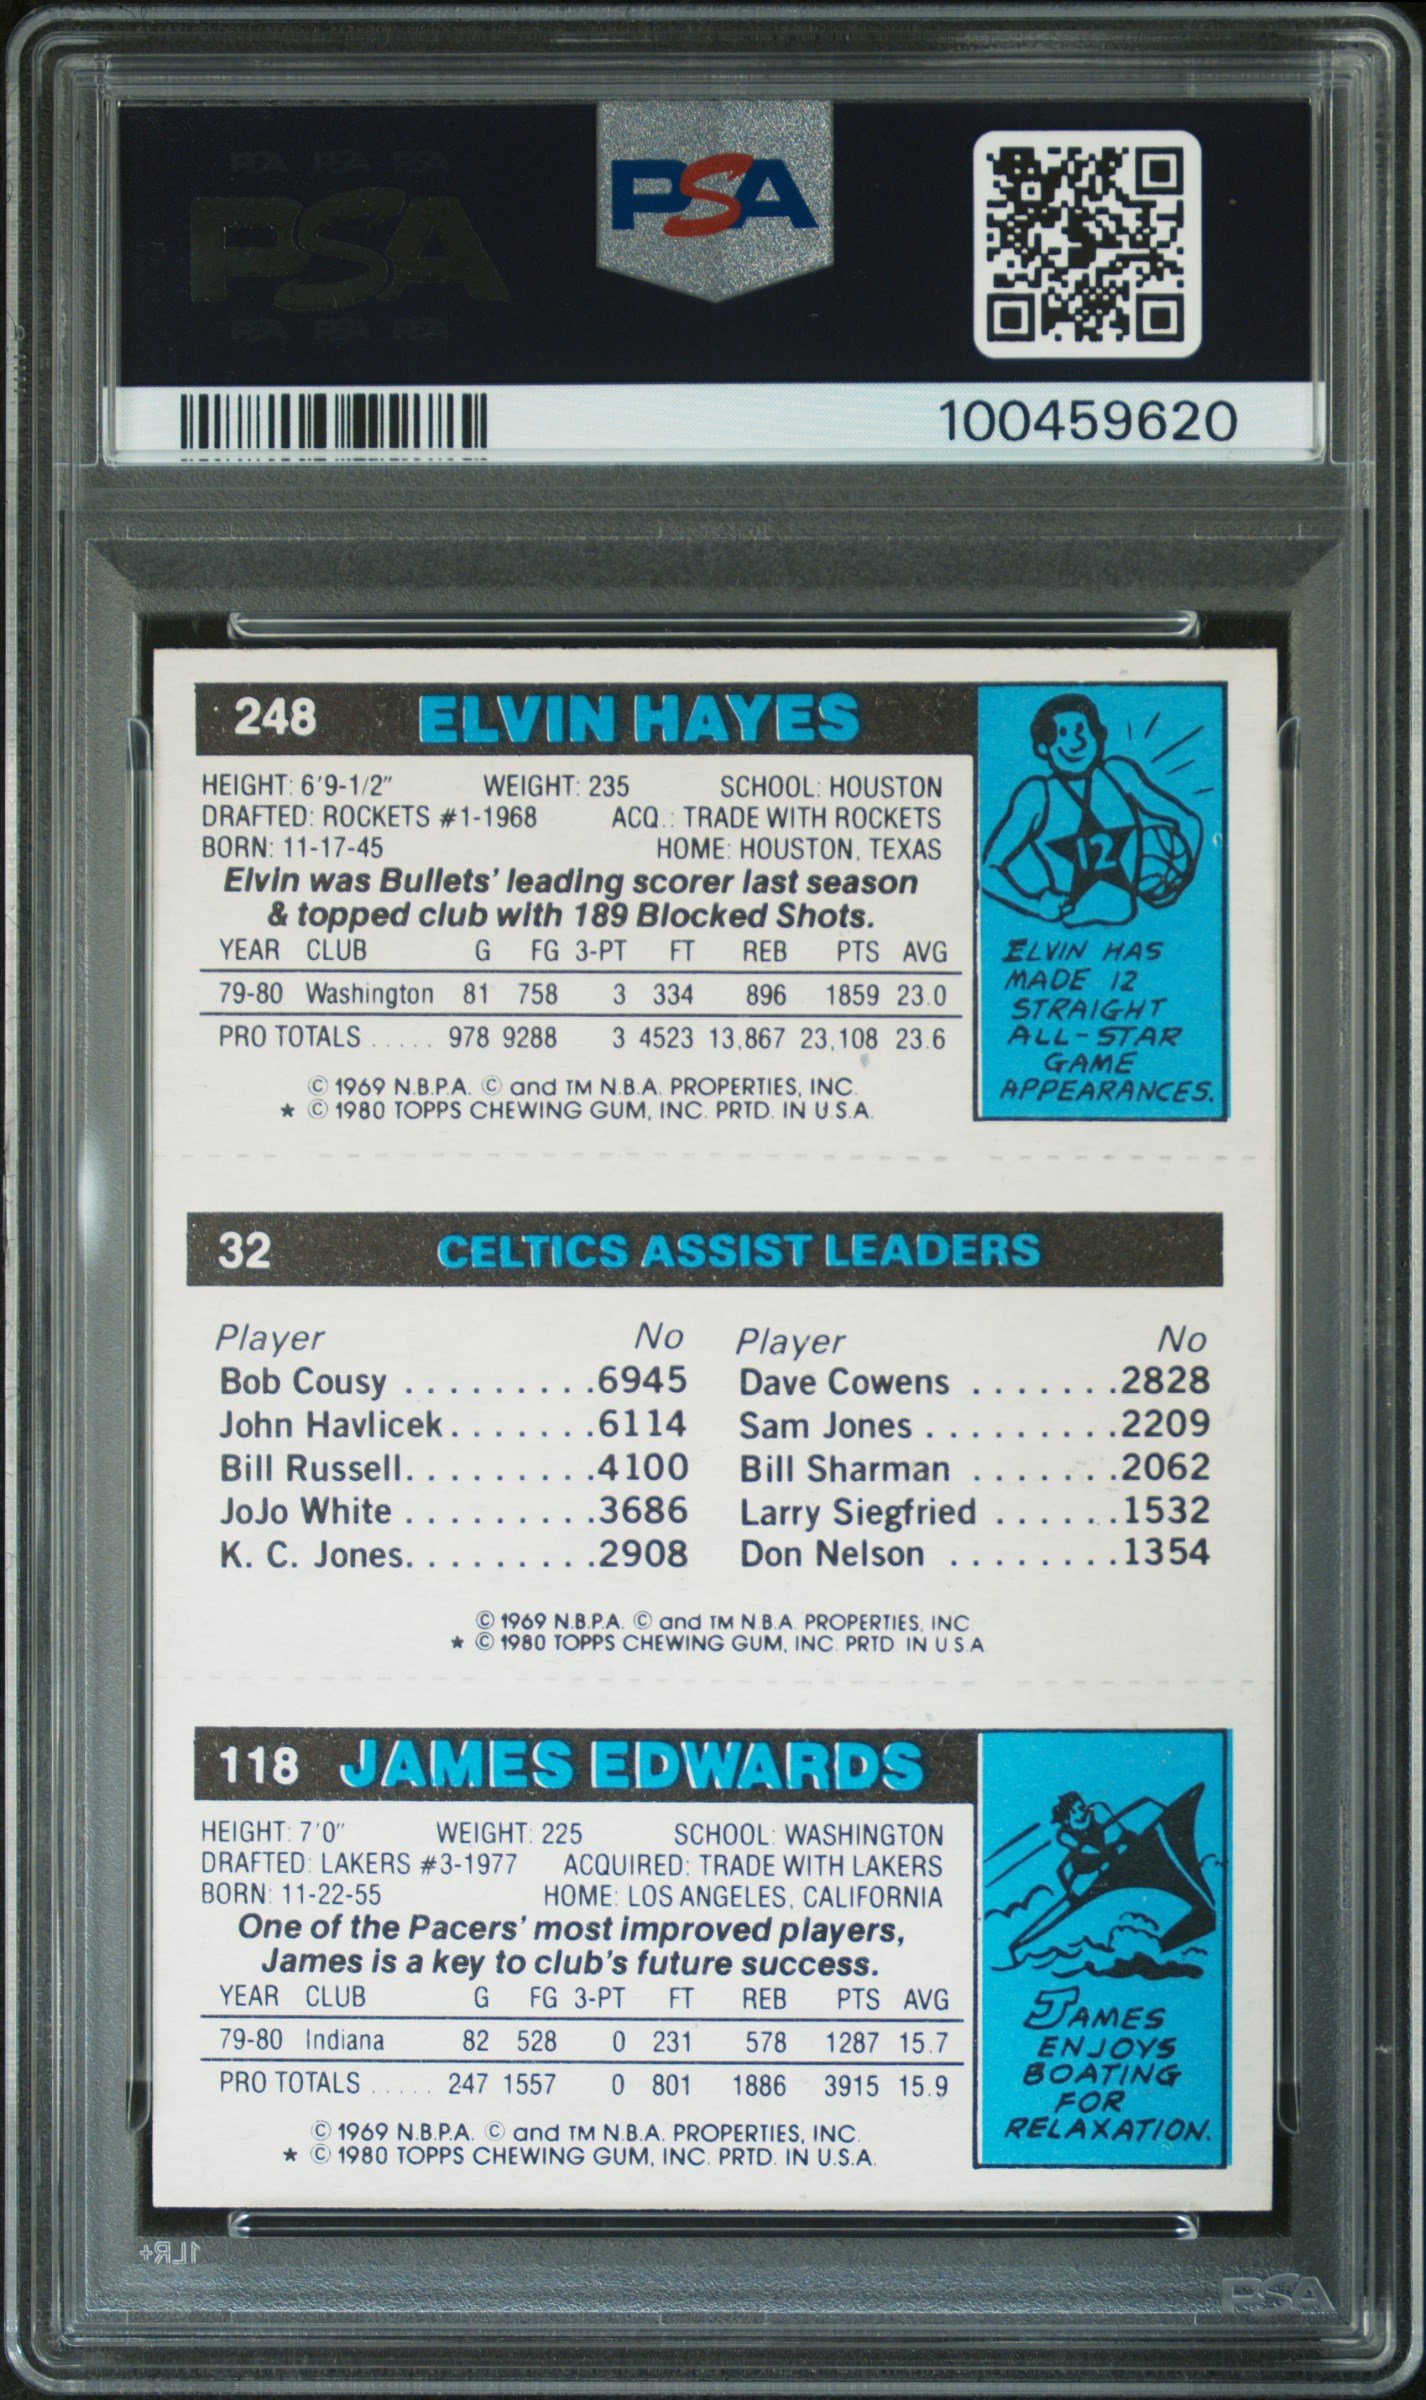 PSA PSA PSA
PSA
PSA PSA PSA
PSA
100459620
248 ELVIN HAYES
HEIGHT: 6'9-1/2" WEIGHT: 235 SCHOOL: HOUSTON
DRAFTED: ROCKETS #1-1968 ACQ.: TRADE WITH ROCKETS
BORN: 11-17-45 HOME: HOUSTON, TEXAS
Elvin was Bullets' leading scorer last season
& topped club with 189 Blocked Shots.
YEAR CLUB G FG 3-PT FT REB PTS AVG
79-80 Washington 81 758 3 334 896 1859 23.0
PRO TOTALS ..... 978 9288 3 4523 13,867 23,108 23.6
© 1969 N.B.P.A. © and TM N.B.A. PROPERTIES, INC.
* © 1980 TOPPS CHEWING GUM, INC. PRTD. IN U.S.A.
12
ELVIN HAS
MADE 12
STRAIGHT
ALL-STAR
GAME
APPEARANCES.
32 CELTICS ASSIST LEADERS
Player No Player No
Bob Cousy .........6945 Dave Cowens .......2828
John Havlicek.......6114 Sam Jones .........2209
Bill Russell.........4100 Bill Sharman .......2062
JoJo White .........3686 Larry Siegfried ......1532
K. C. Jones.........2908 Don Nelson ........1354
© 1969 N.B.P.A. © and TM N.B.A. PROPERTIES, INC
* © 1980 TOPPS CHEWING GUM, INC. PRTD. IN U.S.A
118 JAMES EDWARDS
HEIGHT: 7'0" WEIGHT: 225 SCHOOL: WASHINGTON
DRAFTED: LAKERS #3-1977 ACQUIRED: TRADE WITH LAKERS
BORN: 11-22-55 HOME: LOS ANGELES, CALIFORNIA
One of the Pacers' most improved players,
James is a key to club's future success.
YEAR CLUB G FG 3-PT FT REB PTS AVG
79-80 Indiana 82 528 0 231 578 1287 15.7
PRO TOTALS ..... 247 1557 0 801 1886 3915 15.9
© 1969 N.B.P.A. © and TM N.B.A. PROPERTIES, INC.
* © 1980 TOPPS CHEWING GUM, INC. PRTD. IN U.S.A.
JAMES
ENJOYS
BOATING
FOR
RELAXATION.
1LR+
PSA